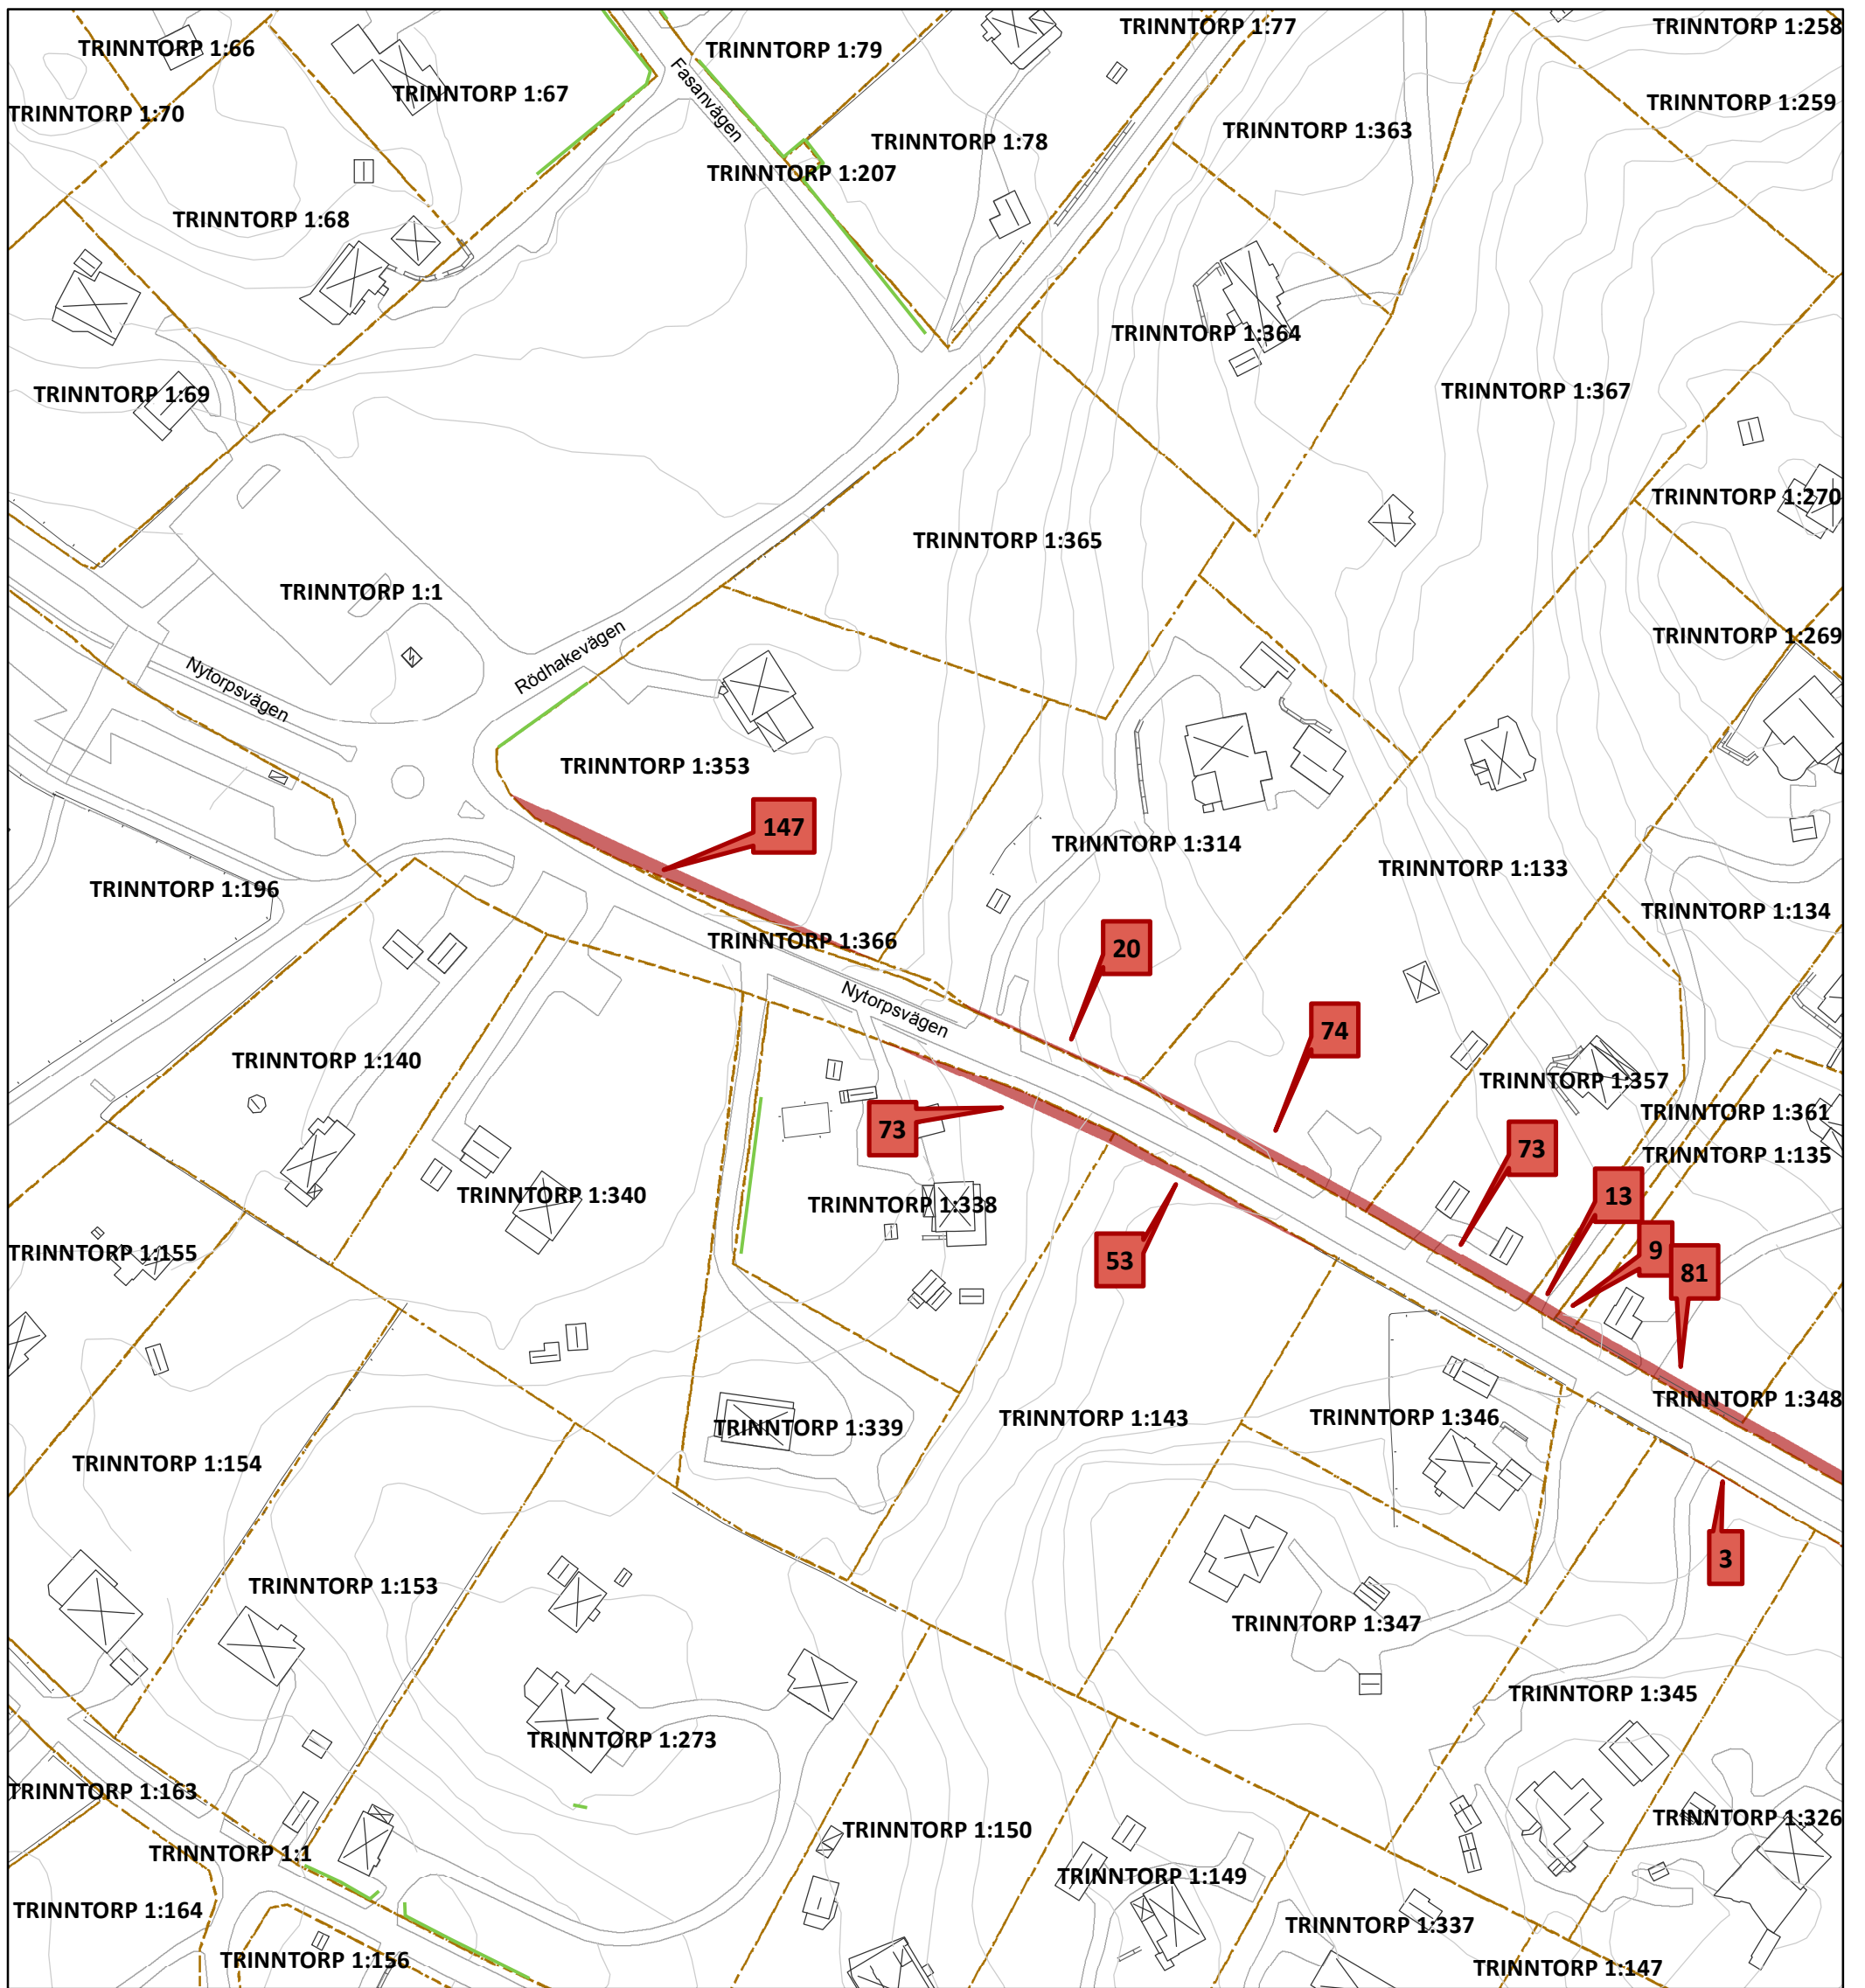 TRINNTORP 1:77
TRINNTORP 1:258
TRINNTORP 1:66
TRINNTORP 1:79
TRINNTORP 1:67
Fasanvägen
TRINNTORP 1:259
TRINNTORP 1:70
TRINNTORP 1:363
TRINNTORP 1:78
TRINNTORP 1:207
TRINNTORP 1:68
TRINNTORP 1:364
TRINNTORP 1:69
TRINNTORP 1:367
TRINNTORP 1:270
TRINNTORP 1:365
TRINNTORP 1:1
TRINNTORP 1:269
Rödhakevägen
Nytorpsvägen
TRINNTORP 1:353
147
TRINNTORP 1:314
TRINNTORP 1:133
TRINNTORP 1:196
TRINNTORP 1:134
TRINNTORP 1:366
20
Nytorpsvägen
74
TRINNTORP 1:140
TRINNTORP 1:357
TRINNTORP 1:361
73
73
TRINNTORP 1:135
TRINNTORP 1:340
13
TRINNTORP 1:338
TRINNTORP 1:155
9
53
81
TRINNTORP 1:348
TRINNTORP 1:143
TRINNTORP 1:346
TRINNTORP 1:339
TRINNTORP 1:154
3
TRINNTORP 1:153
TRINNTORP 1:347
TRINNTORP 1:345
TRINNTORP 1:273
TRINNTORP 1:163
TRINNTORP 1:326
TRINNTORP 1:150
TRINNTORP 1:1
TRINNTORP 1:149
TRINNTORP 1:164
TRINNTORP 1:337
TRINNTORP 1:156
TRINNTORP 1:147